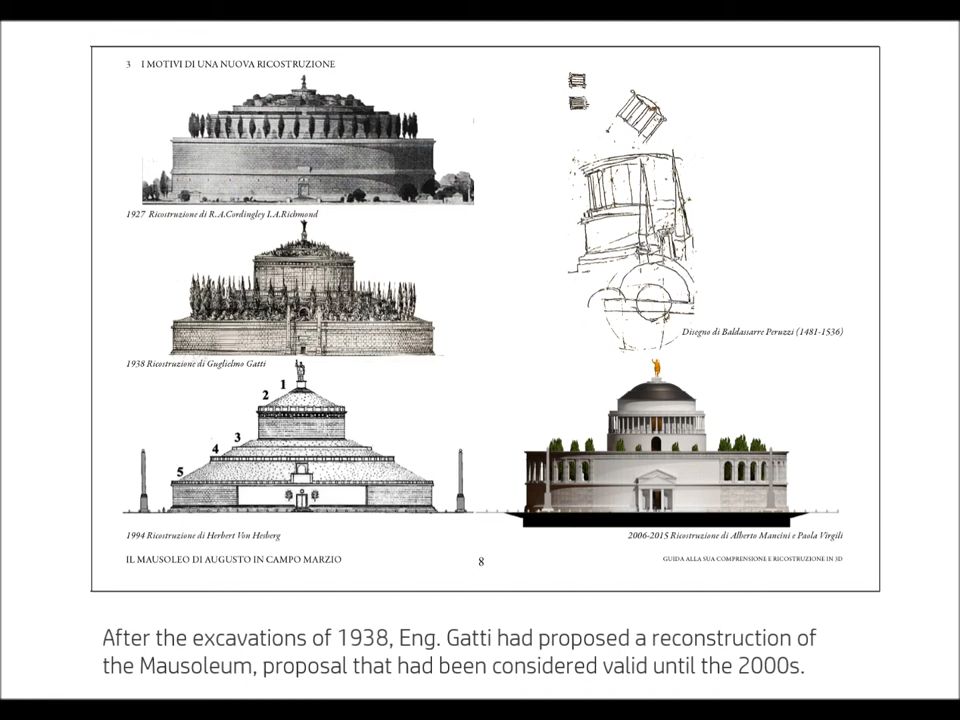 3 I MOTIVI DI UNA NUOVA RICOSTRUZIONE
1927 Ricostruzione di R.A.Cordingley I.A.Richmond
1938 Ricostruzione di Guglielmo Gatti
Disegno di Baldassarre Peruzzi (1481-1536)
1
2
3
4
5
1994 Ricostruzione di Herbert Von Hesberg
2006-2015 Ricostruzione di Alberto Mancini e Paola Virgili
IL MAUSOLEO DI AUGUSTO IN CAMPO MARZIO
8
GUIDA ALLA SUA COMPRENSIONE E RICOSTRUZIONE IN 3D
After the excavations of 1938, Eng. Gatti had proposed a reconstruction of
the Mausoleum, proposal that had been considered valid until the 2000s.